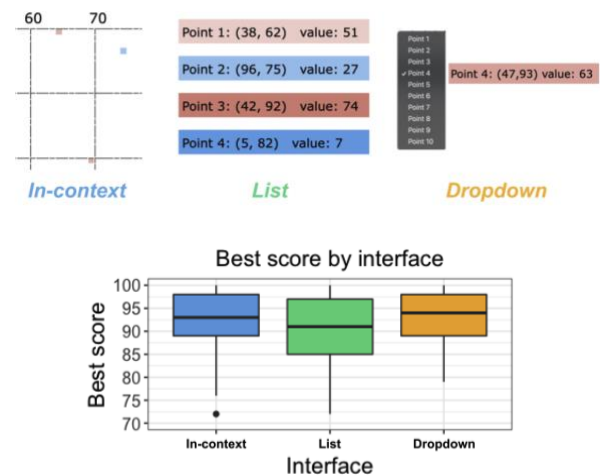 60 70
Point 1: (38, 62) value: 51
Point 2: (96, 75) value: 27
Point 3: (42, 92) value: 74
Point 4: (5, 82) value: 7
Point 1
Point 2
Point 3
✓ Point 4
Point 5
Point 6
Point 7
Point 8
Point 9
Point 10
Point 4: (47,93) value: 63
In-context
List
Dropdown
Best score by interface
Best score
100
95
90
85
80
75
70
In-context
List
Dropdown
Interface